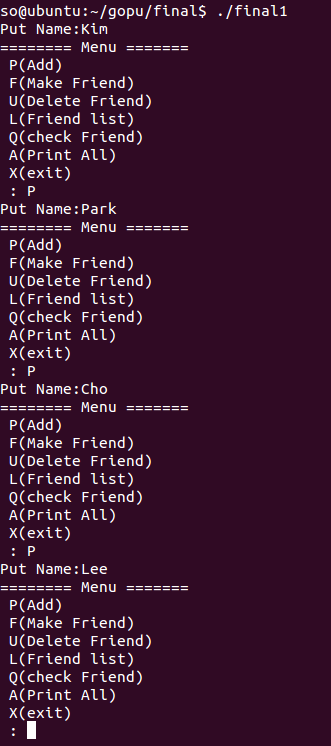 so@ubuntu:~/gopu/final$ ./final1
Put Name:Kim
======== Menu =======
P(Add)
F(Make Friend)
U(Delete Friend)
L(Friend list)
Q(check Friend)
A(Print All)
X(exit)
: P
Put Name:Park
======== Menu =======
P(Add)
F(Make Friend)
U(Delete Friend)
L(Friend list)
Q(check Friend)
A(Print All)
X(exit)
: P
Put Name:Cho
======== Menu =======
P(Add)
F(Make Friend)
U(Delete Friend)
L(Friend list)
Q(check Friend)
A(Print All)
X(exit)
: P
Put Name:Lee
======== Menu =======
P(Add)
F(Make Friend)
U(Delete Friend)
L(Friend list)
Q(check Friend)
A(Print All)
X(exit)
: